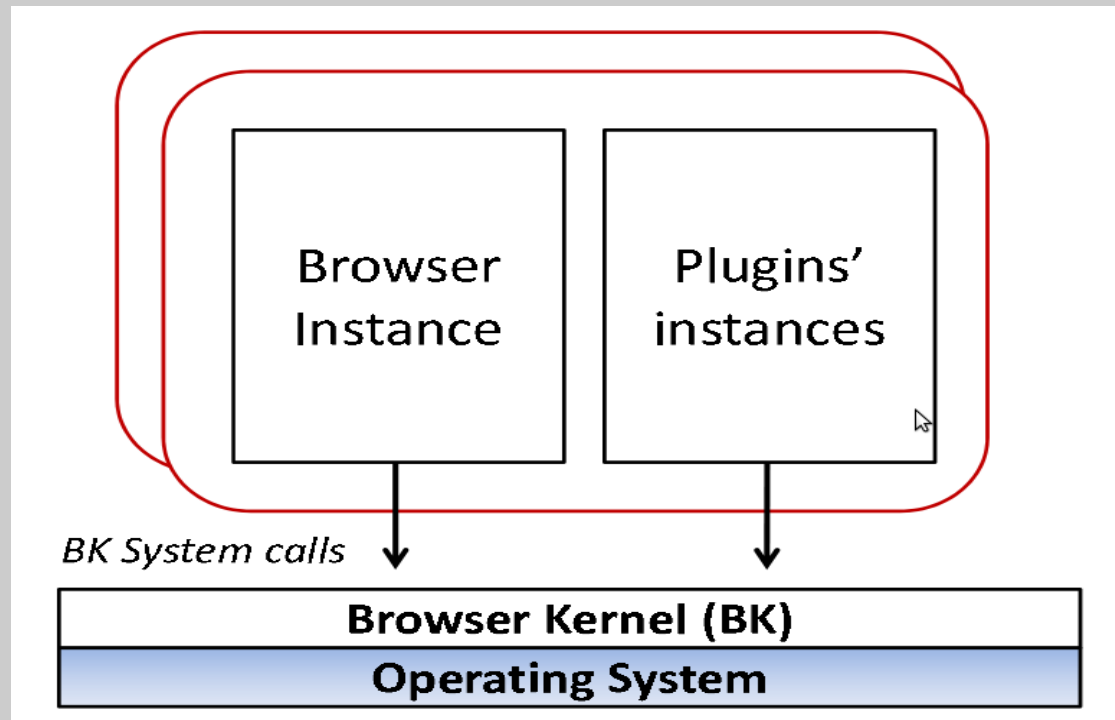 Browser
Instance
Plugins’
instances
BK System calls
Browser Kernel (BK)
Operating System